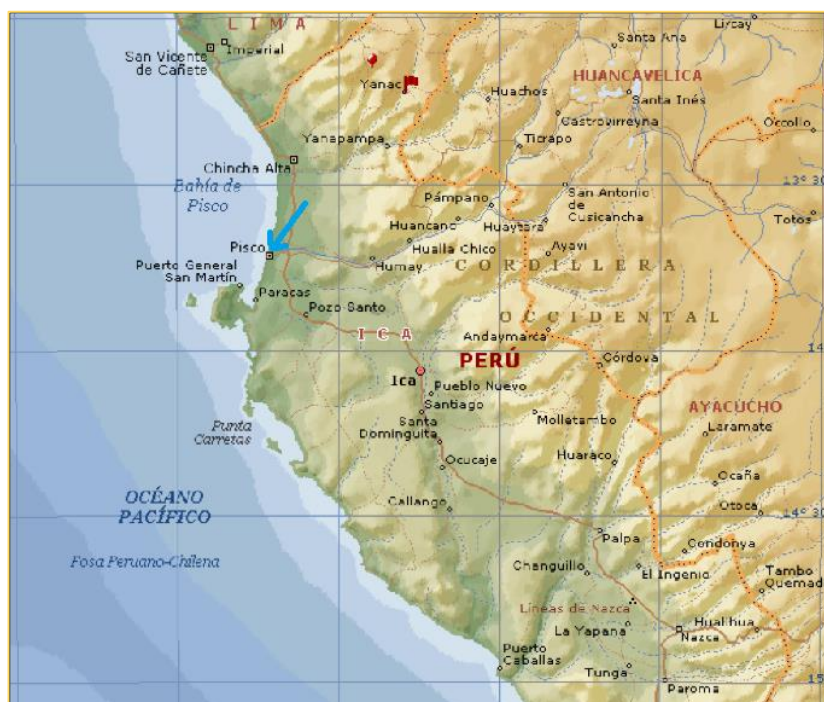 LIMA
Lircay
Imperial
San Vicente
de Cañete
Santa Ana
Yanac
HUANCAVELICA
Huachos
Santa Inés
Castrovirreyna
Occollo
Yanapampa
Ticrapo
Chincha Alta
Bahía de
Pisco
13° 30
Pámpano
San Antonio
de
Cusicancha
Huancano
Huaytara
Totos
Pisco
Hualla Chico
Ayavi
Puerto General
San Martín
Humay
CORDILLERA
Paracas
Pozo Santo
OCCIDENTAL
ICA
Andaymarca
14
PERÚ
Córdova
Ica
Pueblo Nuevo
Santiago
AYACUCHO
Punta
Carretas
Santa
Dominguita
Molletambo
Laramate
Huaraco
Ocucaje
Ocaña
OCÉANO
PACÍFICO
Callango
Otoca
14° 30
Palpa
Condonya
Fosa Peruano-Chilena
Changuillo
El Ingenio
Tambo
Quemad
Líneas de Nazca
La Yapana
Hualihua
Nazca
Puerto
Caballas
Tunga
Paroma
15